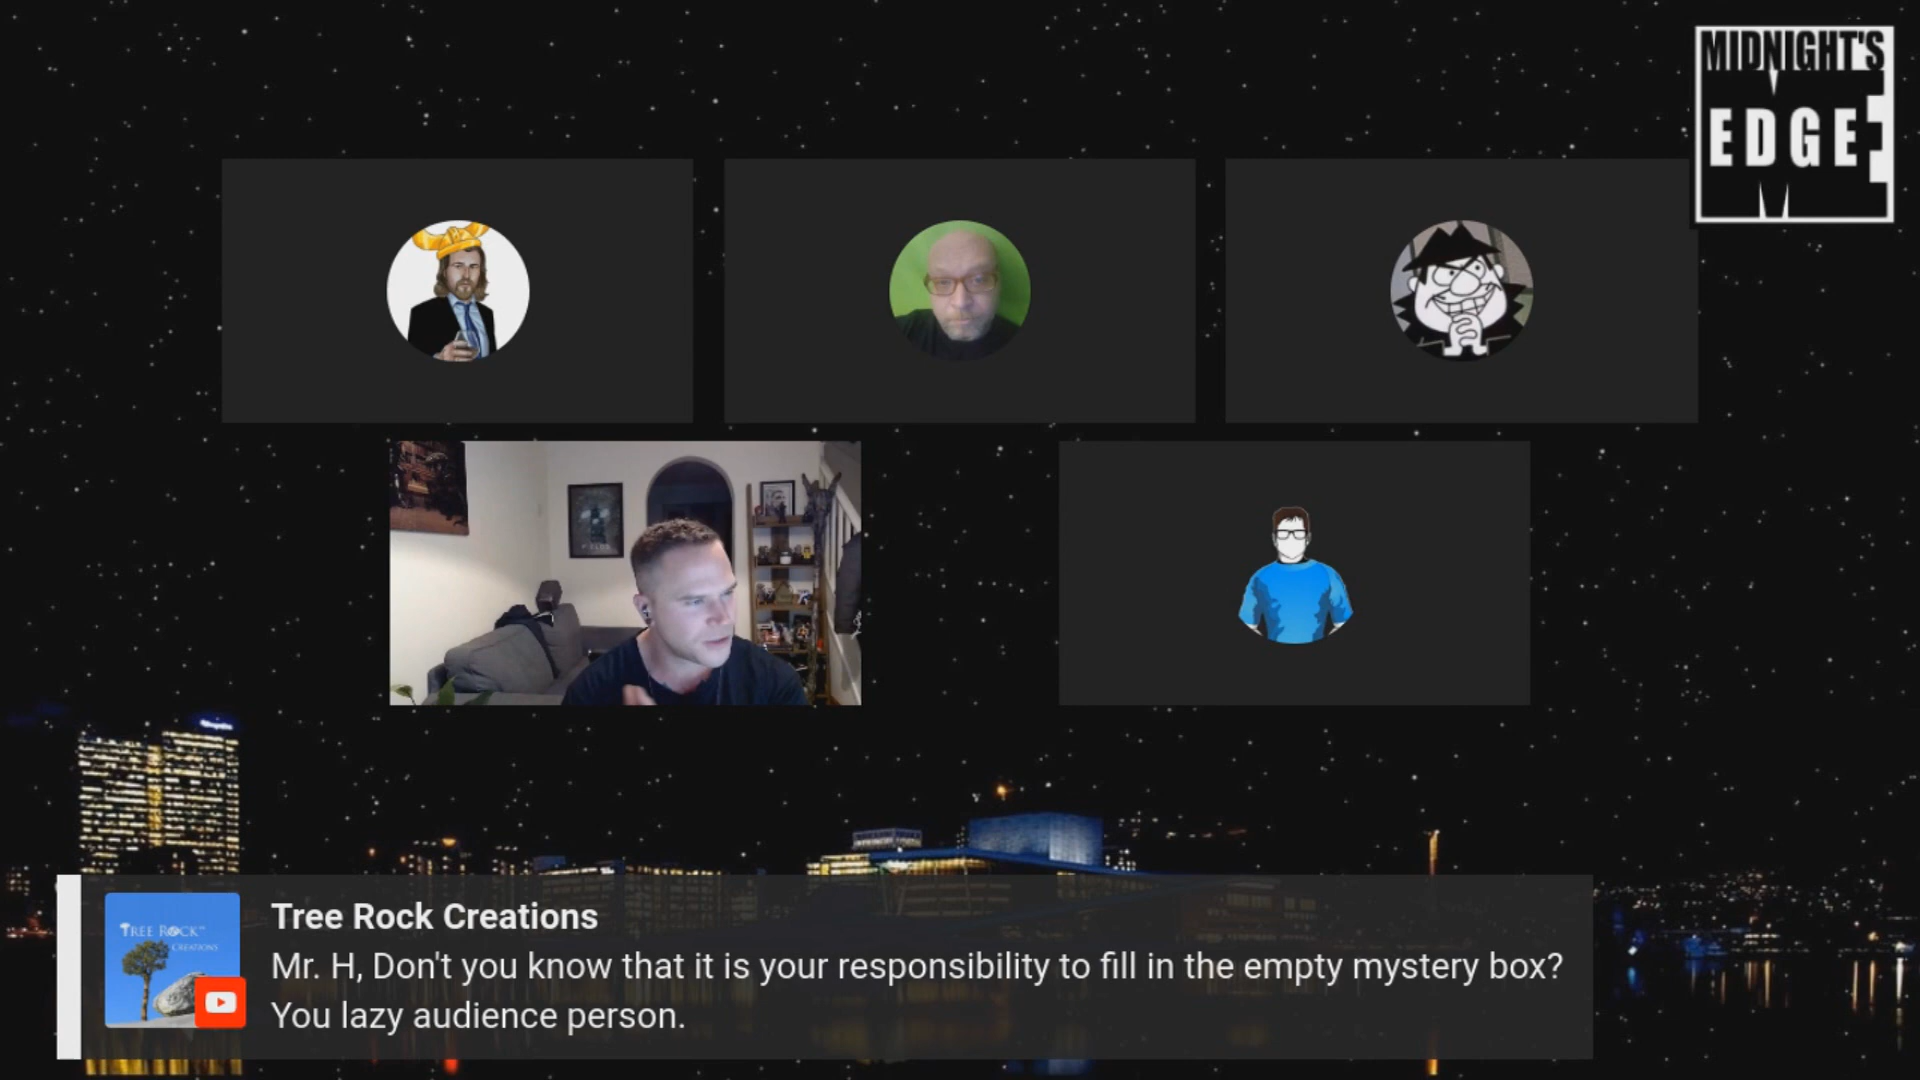 MIDNIGHT'S
EDGE
TREE ROCK
CREATIONS
Tree Rock Creations
Mr. H, Don't you know that it is your responsibility to fill in the empty mystery box?
You lazy audience person.